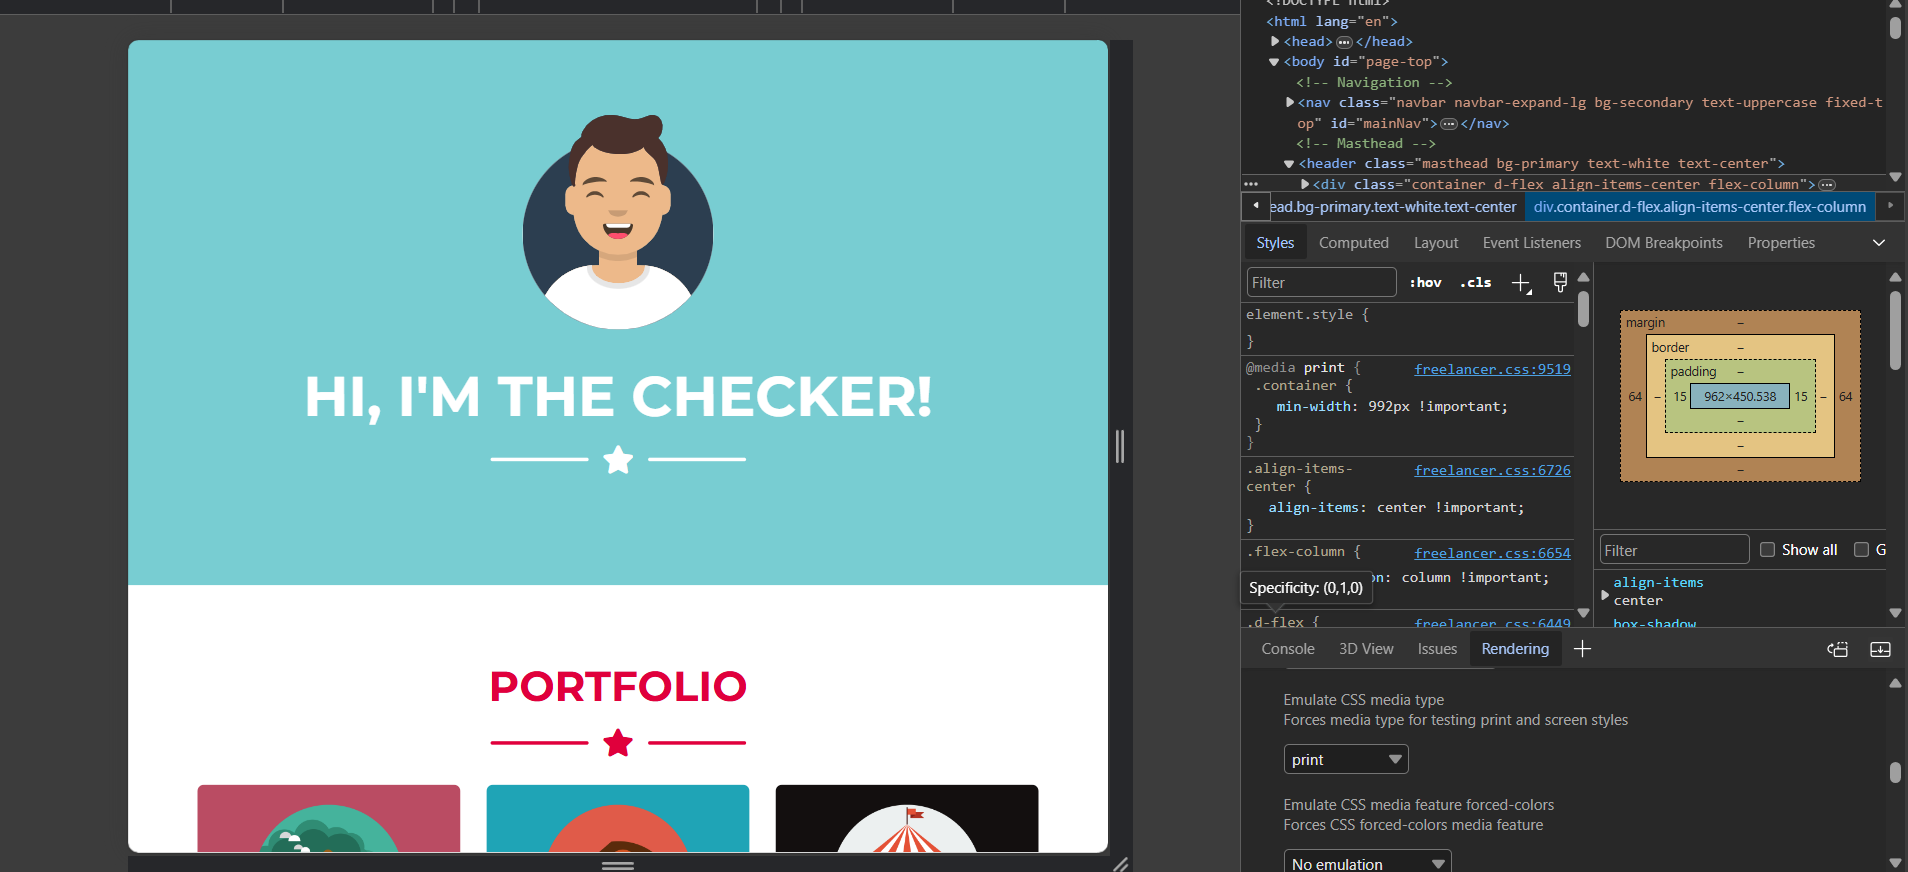 HI, I'M THE CHECKER!
PORTFOLIO
<!DOCTYPE html>
<html lang="en">
<head> ••• </head>
<body id="page-top">
<!-- Navigation -->
<nav class="navbar navbar-expand-lg bg-secondary text-uppercase fixed-t
op" id="mainNav"> ••• </nav>
<!-- Masthead -->
<header class="masthead bg-primary text-white text-center">
••• <div class="container d-flex align-items-center flex-column"> •••
ead.bg-primary.text-white.text-center div.container.d-flex.align-items-center.flex-column
Styles Computed Layout Event Listeners DOM Breakpoints Properties
Filter :hov .cls
element.style {
}
@media print { freelancer.css:9519
.container {
min-width: 992px !important;
}
}
.align-items- freelancer.css:6726
center {
align-items: center !important;
}
.flex-column { freelancer.css:6654
on: column !important;
Specificity: (0,1,0)
.d-flex { freelancer.css:6449
margin –
border –
padding –
64 – 15 962×450.538 15 – 64
–
–
–
Filter Show all G
align-items
center
box-shadow
Console 3D View Issues Rendering
Emulate CSS media type
Forces media type for testing print and screen styles
print
Emulate CSS media feature forced-colors
Forces CSS forced-colors media feature
No emulation